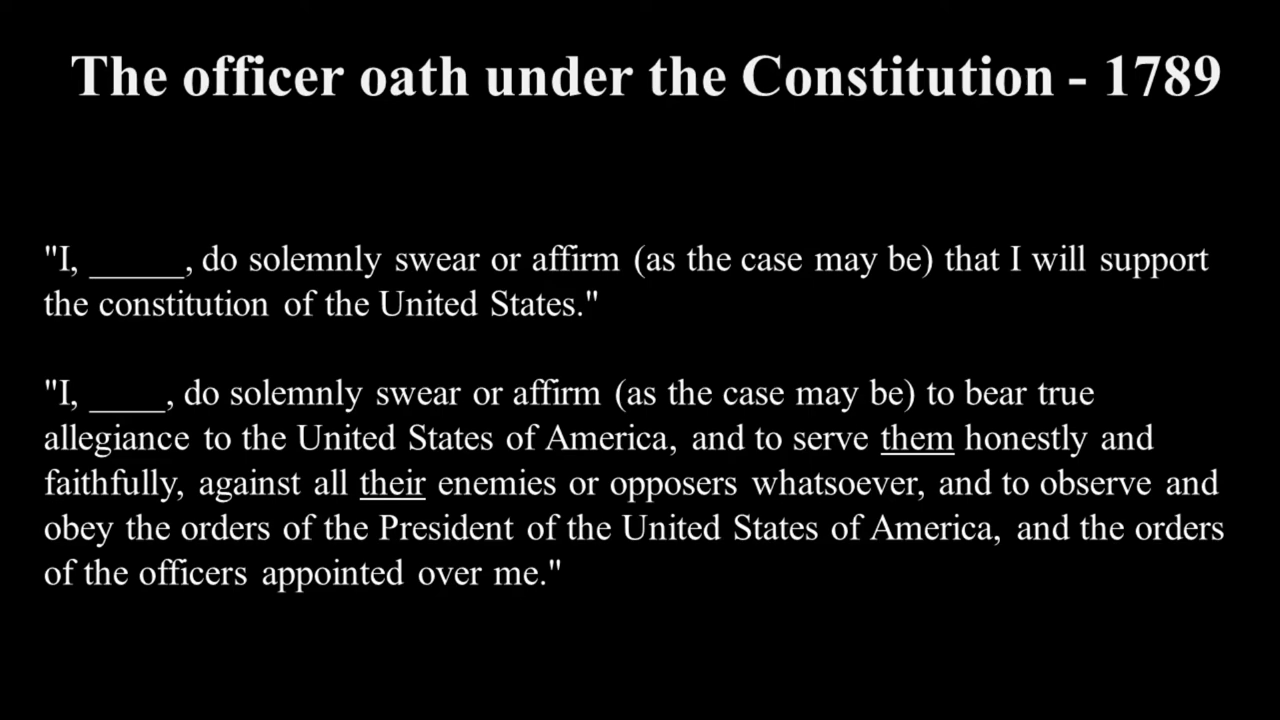 The officer oath under the Constitution - 1789
"I, _____, do solemnly swear or affirm (as the case may be) that I will support
the constitution of the United States."
"I, ____, do solemnly swear or affirm (as the case may be) to bear true
allegiance to the United States of America, and to serve them honestly and
faithfully, against all their enemies or opposers whatsoever, and to observe and
obey the orders of the President of the United States of America, and the orders
of the officers appointed over me."